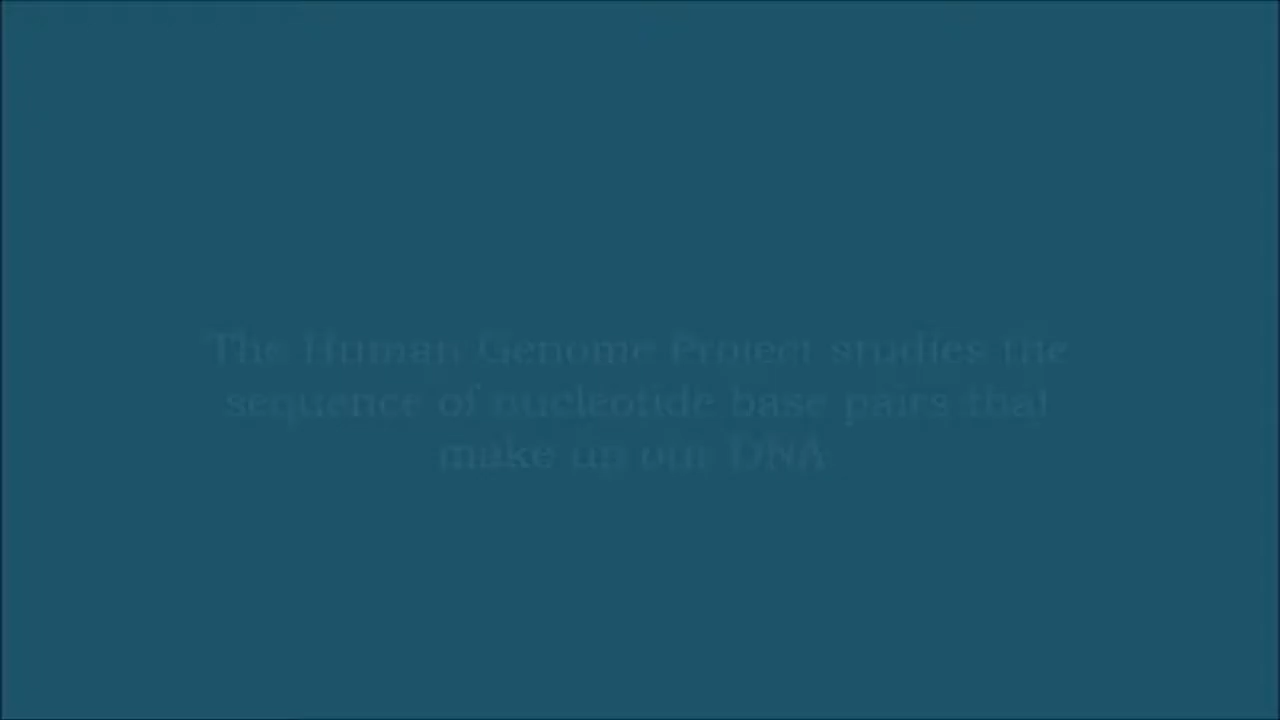 The Human Genome Project studies the
sequence of nucleotide base pairs that
make up our DNA